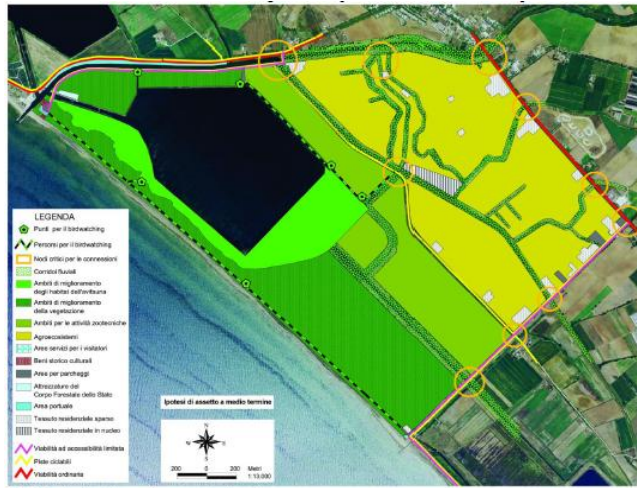 LEGENDA
Punti per il birdwatching
Percorsi per il birdwatching
Nodi critici per le connessioni
Corridoi fluviali
Ambiti di miglioramento
degli habitat dell'avifauna
Ambiti di miglioramento
della vegetazione
Ambiti per le attività zootecniche
Agroecosistemi
Area servizi per i visitatori
Beni storico culturali
Area per parcheggi
Attrezzature del
Corpo Forestale dello Stato
Area portuale
Tessuto residenziale sparso
Tessuto residenziale in nucleo
Viabilità ad accessibilità limitata
Piste ciclabili
Viabilità ordinaria
Ipotesi di assetto a medio termine
N
S
200 0 200 Metri
1:13.000